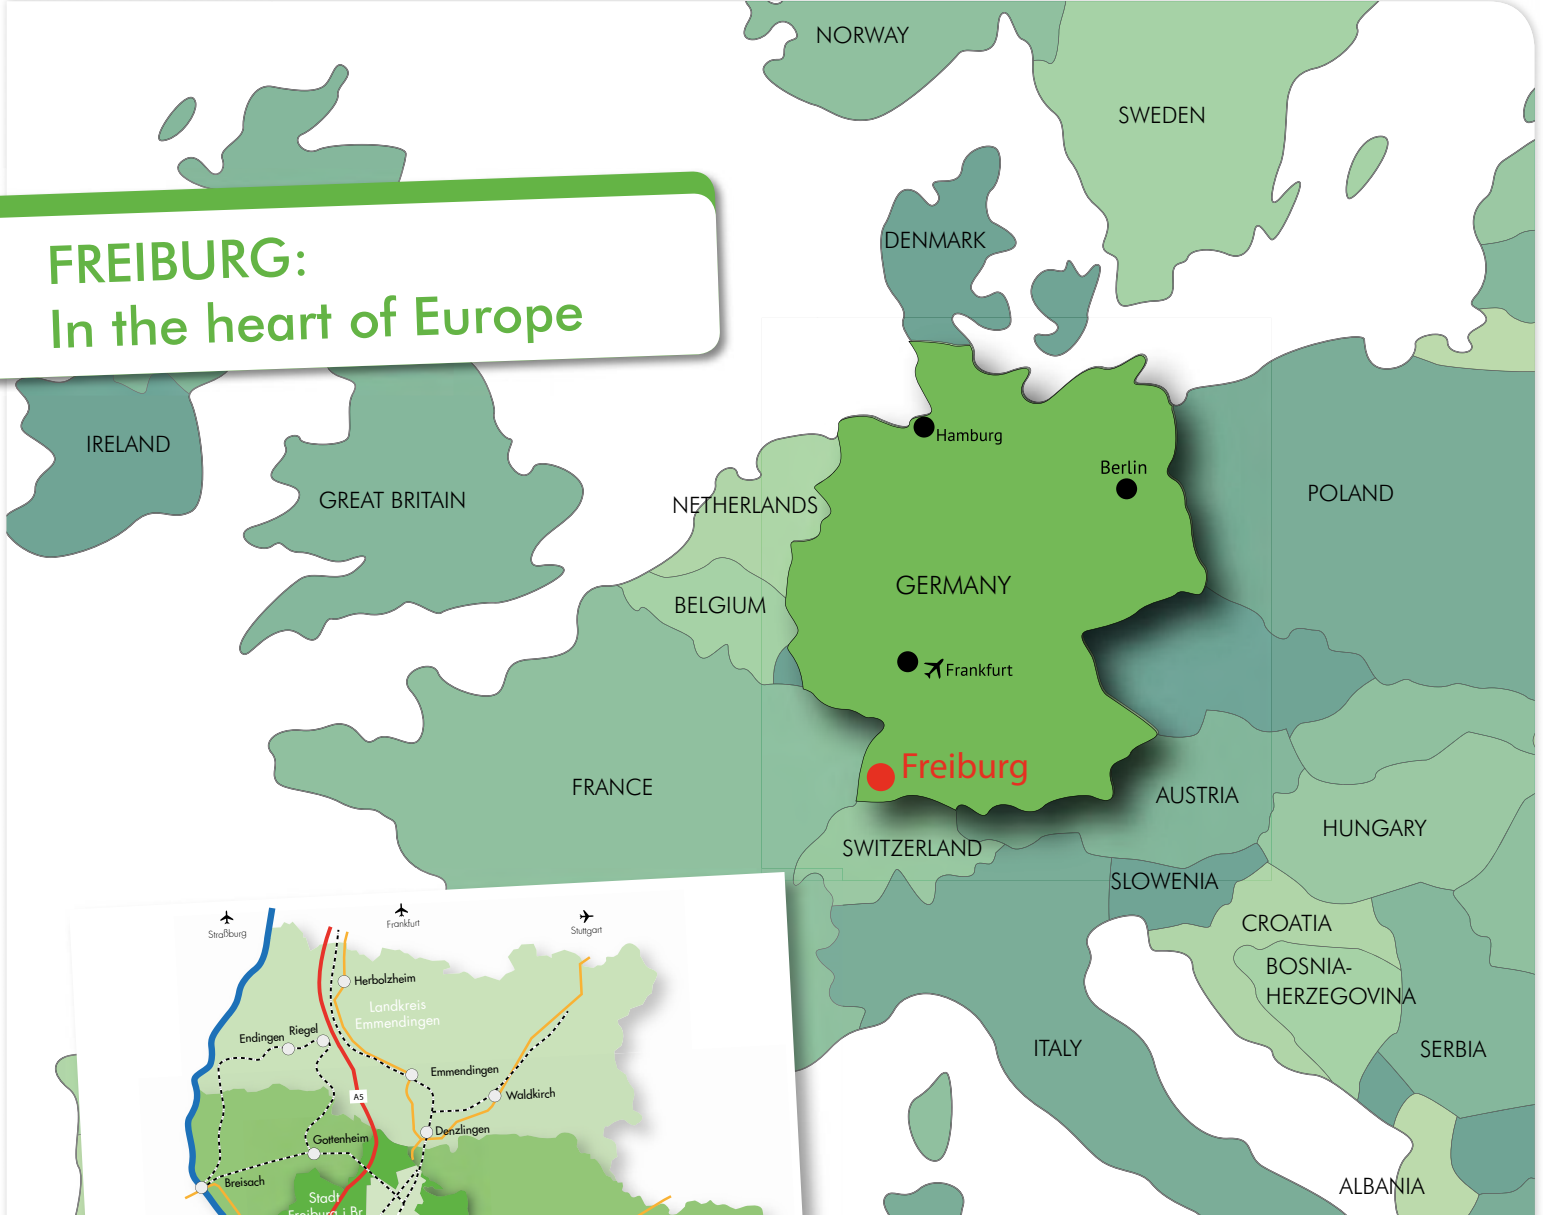 NORWAY
SWEDEN
DENMARK
FREIBURG:
In the heart of Europe
IRELAND
GREAT BRITAIN
NETHERLANDS
BELGIUM
Hamburg
Berlin
POLAND
GERMANY
Frankfurt
Freiburg
FRANCE
AUSTRIA
SWITZERLAND
HUNGARY
SLOWENIA
CROATIA
BOSNIA-
HERZEGOVINA
ITALY
SERBIA
ALBANIA
Straßburg
Frankfurt
Stuttgart
Herbolzheim
Landkreis
Emmendingen
Endingen
Riegel
Emmendingen
A5
Waldkirch
Denzlingen
Gottenheim
Breisach
Stadt
Freiburg i.Br.